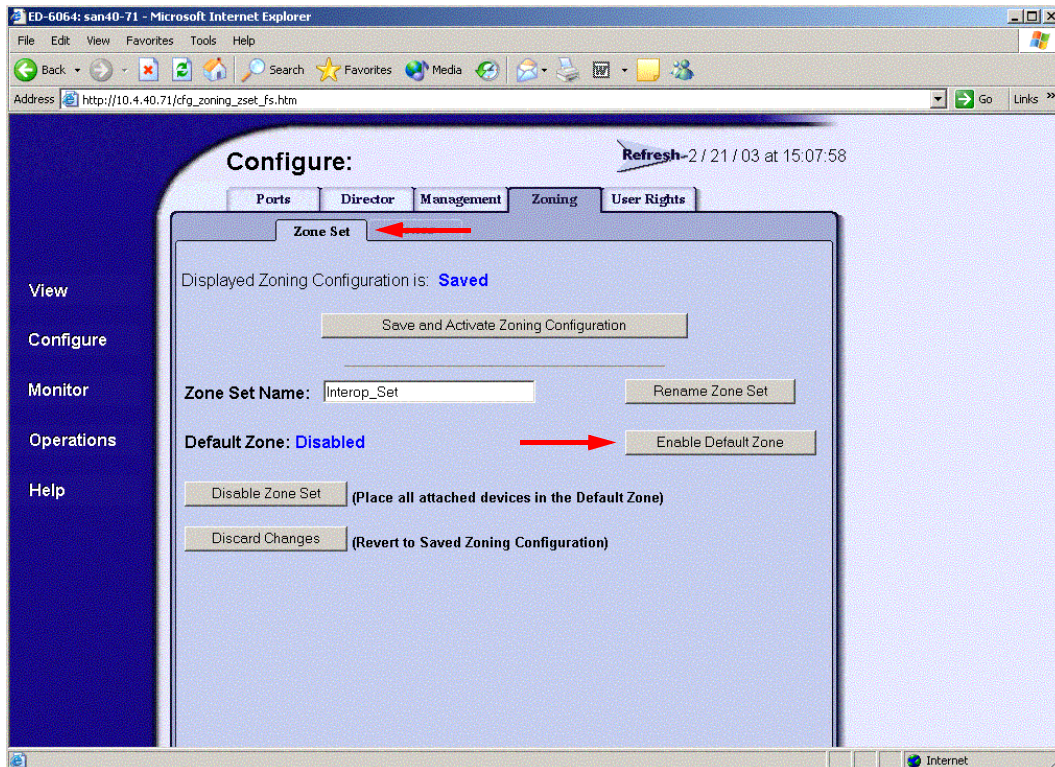 ED-6064: san40-71 - Microsoft Internet Explorer
File Edit View Favorites Tools Help
Back Search Favorites Media
Address http://10.4.40.71/cfg_zoning_zset_fs.htm Go Links »
Configure: Refresh-2 / 21 / 03 at 15:07:58
Ports Director Management Zoning User Rights
Zone Set
Displayed Zoning Configuration is: Saved
View
Save and Activate Zoning Configuration
Configure
Monitor
Zone Set Name: Interop_Set Rename Zone Set
Operations
Default Zone: Disabled Enable Default Zone
Help
Disable Zone Set (Place all attached devices in the Default Zone)
Discard Changes (Revert to Saved Zoning Configuration)
Internet